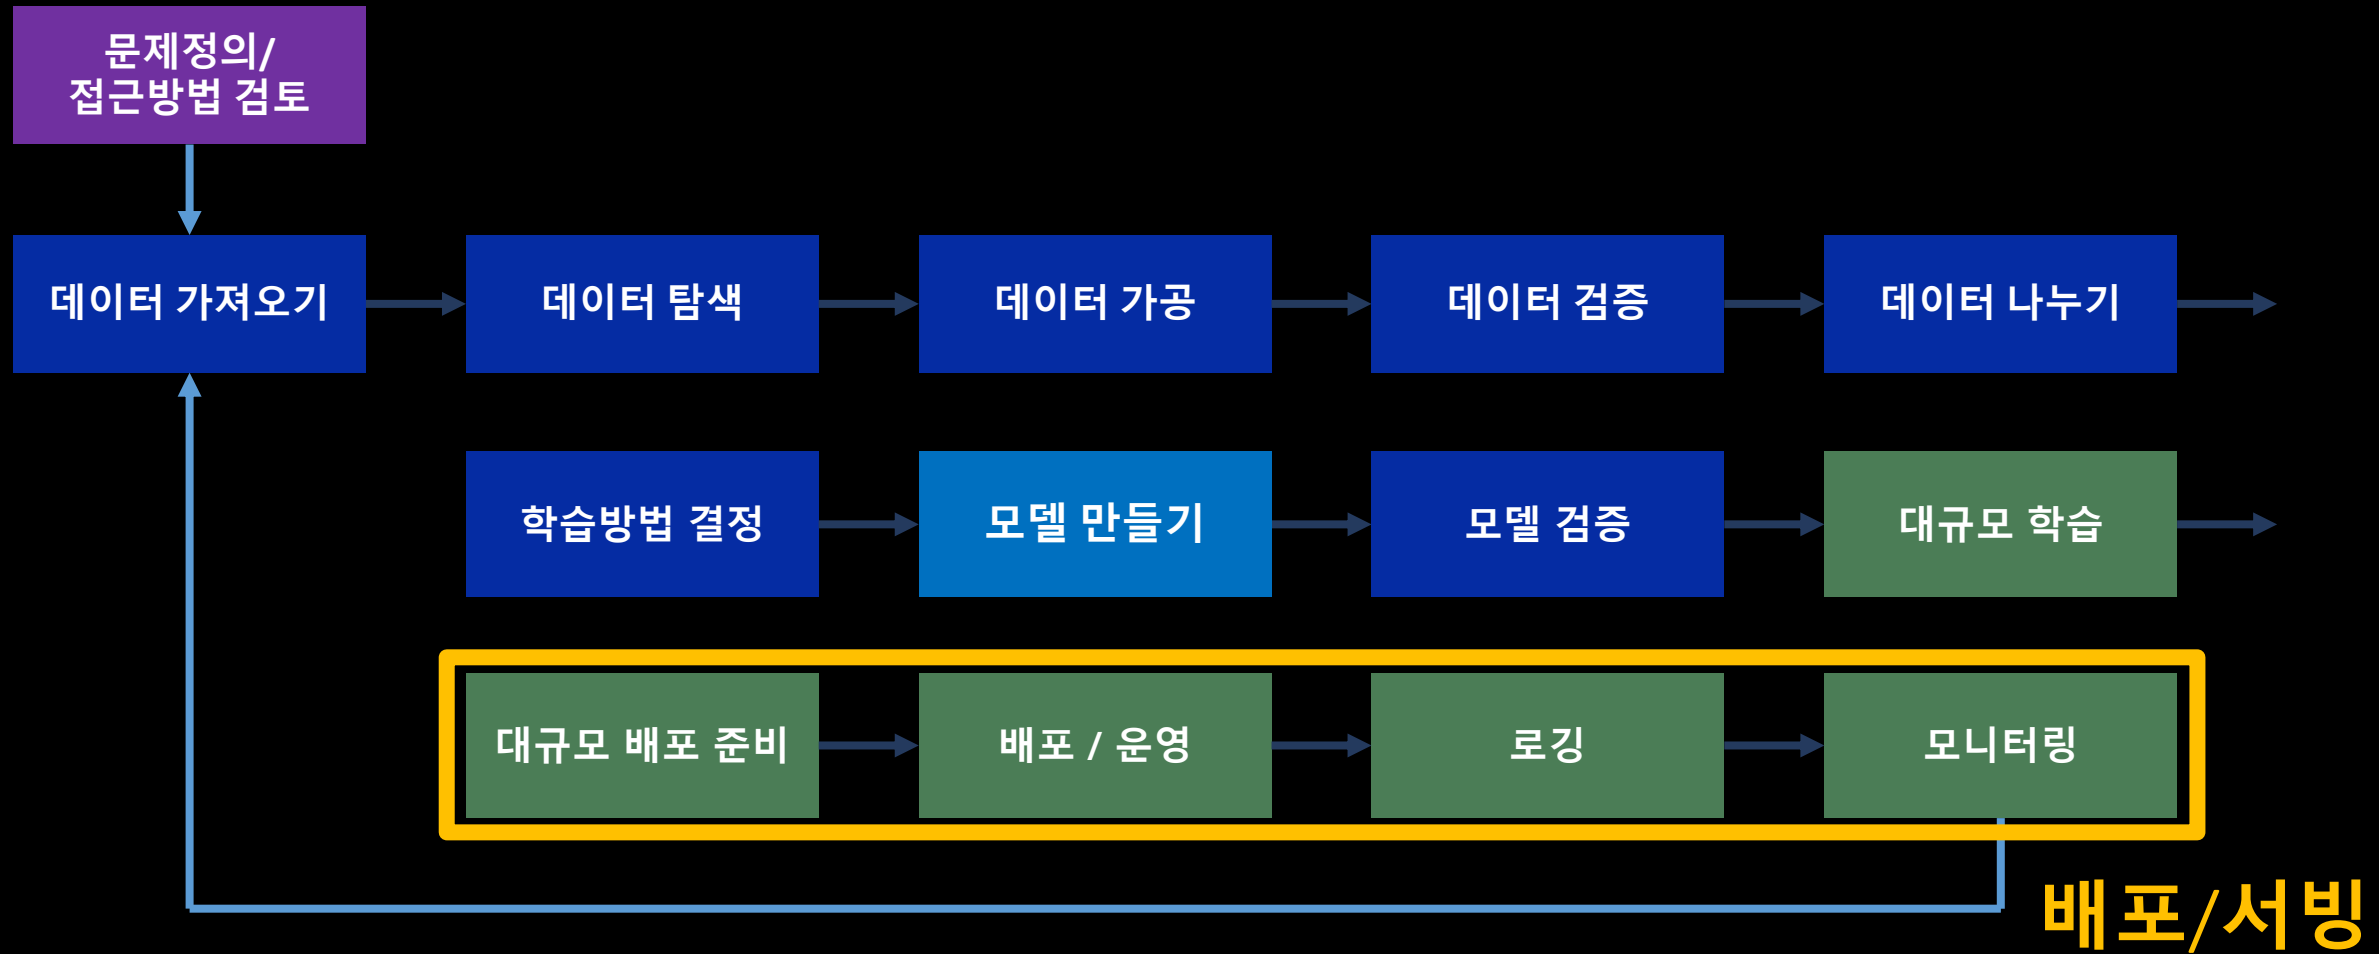 문제정의/
접근방법 검토
데이터 가져오기
데이터 탐색
데이터 가공
데이터 검증
데이터 나누기
학습방법 결정
모델 만들기
모델 검증
대규모 학습
대규모 배포 준비
배포 / 운영
로깅
모니터링
배포/서빙